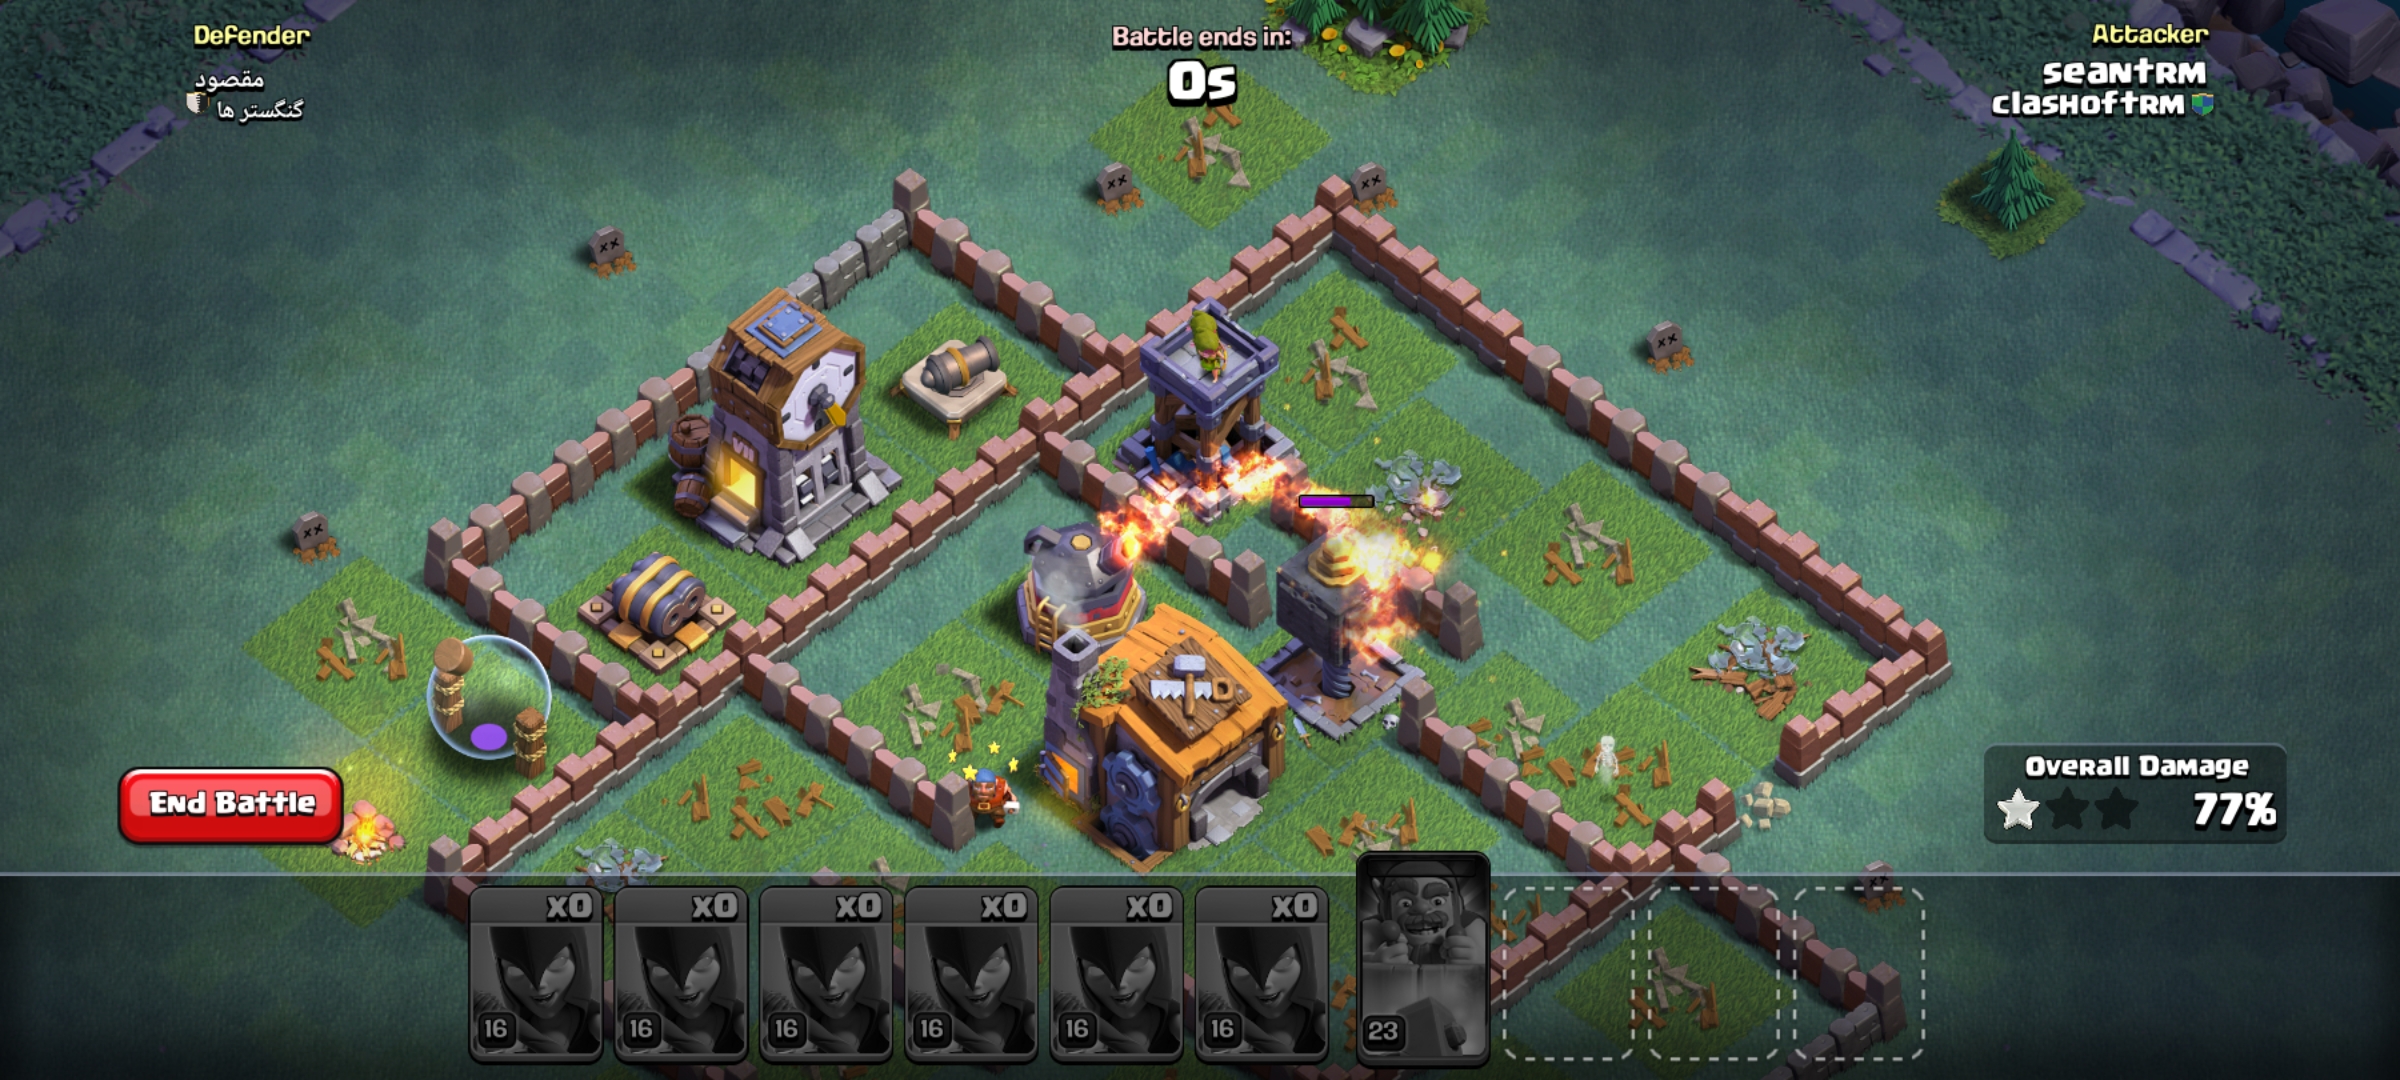 Defender
مقصود
گنگستر ها
Battle ends in:
0s
Attacker
seantRM
clashoftRM
End Battle
Overall Damage
77%
x0 x0 x0 x0 x0 x0
16 16 16 16 16 16 23